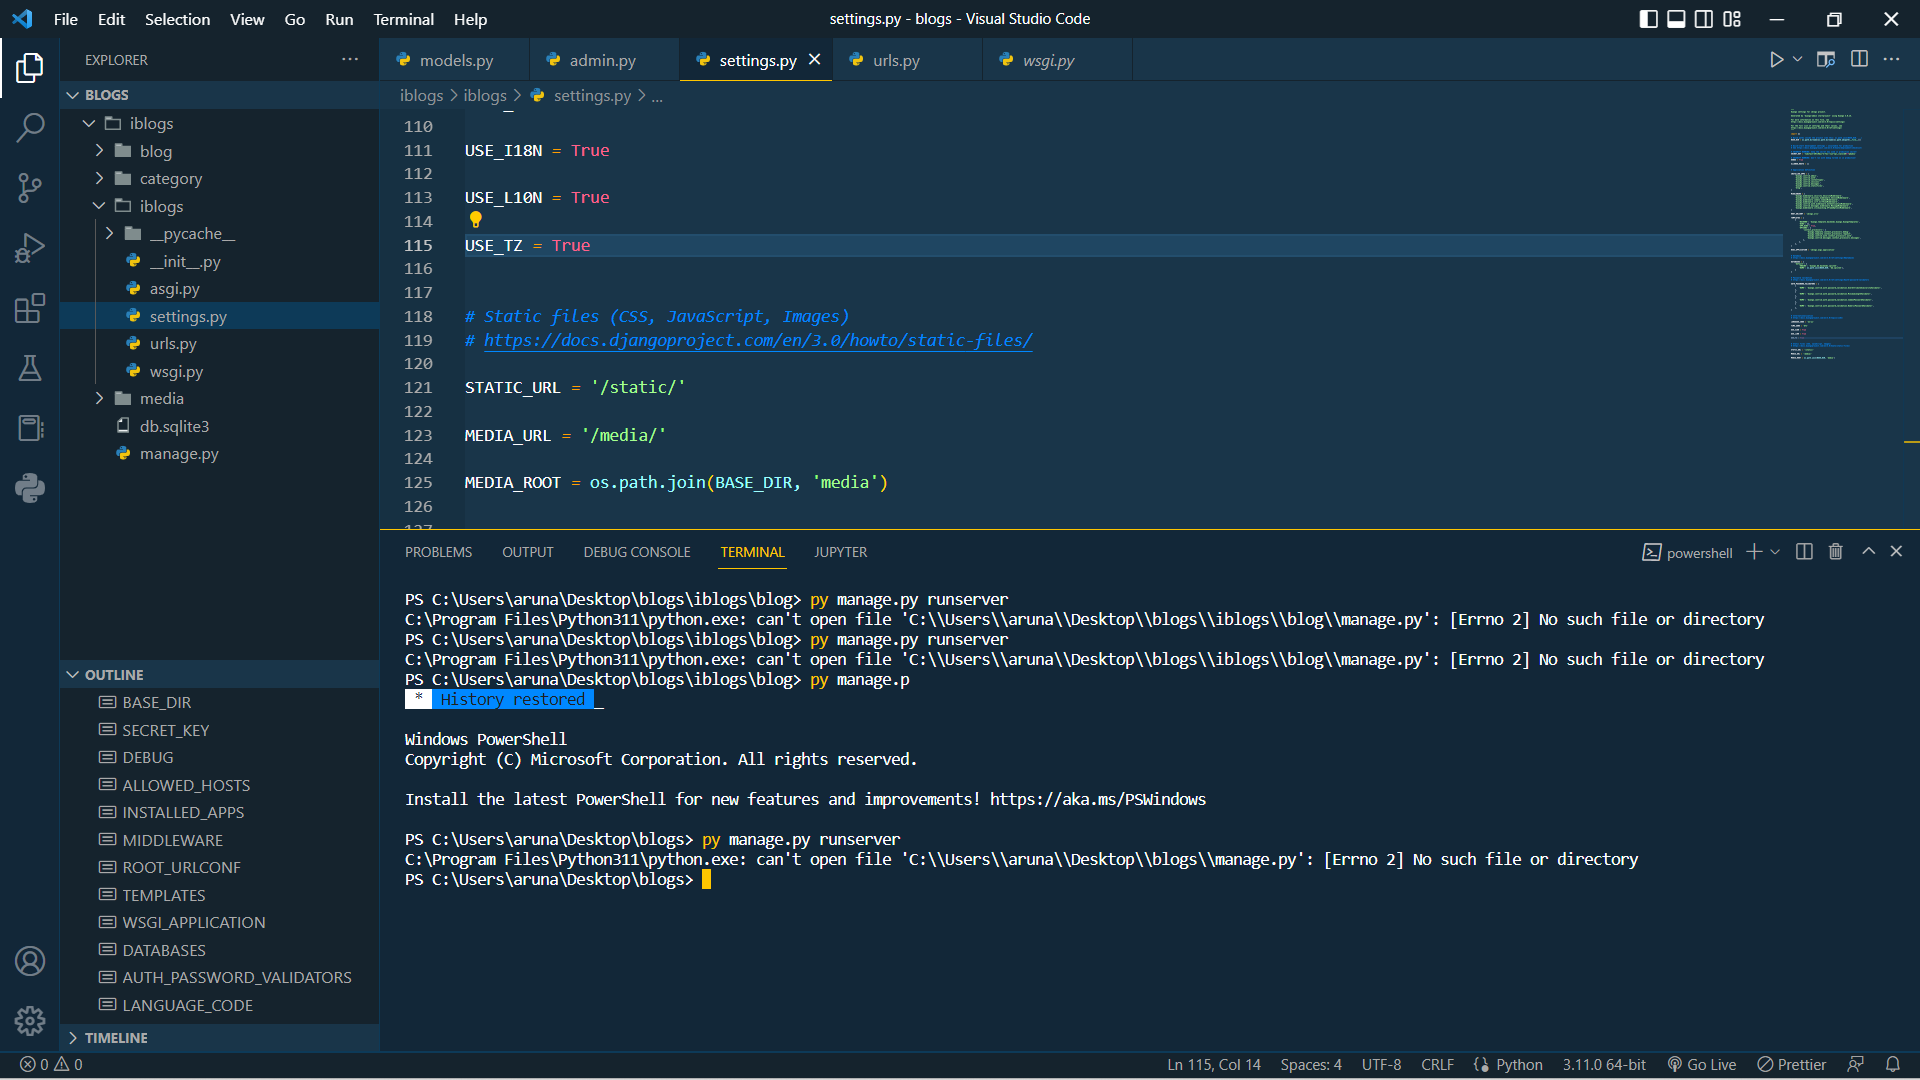 File Edit Selection View Go Run Terminal Help
settings.py - blogs - Visual Studio Code
EXPLORER
BLOGS
iblogs
blog
category
iblogs
__pycache__
__init__.py
asgi.py
settings.py
urls.py
wsgi.py
media
db.sqlite3
manage.py
OUTLINE
BASE_DIR
SECRET_KEY
DEBUG
ALLOWED_HOSTS
INSTALLED_APPS
MIDDLEWARE
ROOT_URLCONF
TEMPLATES
WSGI_APPLICATION
DATABASES
AUTH_PASSWORD_VALIDATORS
LANGUAGE_CODE
TIMELINE
models.py admin.py settings.py urls.py wsgi.py
iblogs > iblogs > settings.py > ...
110
111 USE_I18N = True
112
113 USE_L10N = True
114
115 USE_TZ = True
116
117
118 # Static files (CSS, JavaScript, Images)
119 # https://docs.djangoproject.com/en/3.0/howto/static-files/
120
121 STATIC_URL = '/static/'
122
123 MEDIA_URL = '/media/'
124
125 MEDIA_ROOT = os.path.join(BASE_DIR, 'media')
126
127
PROBLEMS OUTPUT DEBUG CONSOLE TERMINAL JUPYTER
powershell
PS C:\Users\aruna\Desktop\blogs\iblogs\blog> py manage.py runserver
C:\Program Files\Python311\python.exe: can't open file 'C:\\Users\\aruna\\Desktop\\blogs\\iblogs\\blog\\manage.py': [Errno 2] No such file or directory
PS C:\Users\aruna\Desktop\blogs\iblogs\blog> py manage.py runserver
C:\Program Files\Python311\python.exe: can't open file 'C:\\Users\\aruna\\Desktop\\blogs\\iblogs\\blog\\manage.py': [Errno 2] No such file or directory
PS C:\Users\aruna\Desktop\blogs\iblogs\blog> py manage.p
* History restored
Windows PowerShell
Copyright (C) Microsoft Corporation. All rights reserved.
Install the latest PowerShell for new features and improvements! https://aka.ms/PSWindows
PS C:\Users\aruna\Desktop\blogs> py manage.py runserver
C:\Program Files\Python311\python.exe: can't open file 'C:\\Users\\aruna\\Desktop\\blogs\\manage.py': [Errno 2] No such file or directory
PS C:\Users\aruna\Desktop\blogs>
0 0
Ln 115, Col 14 Spaces: 4 UTF-8 CRLF Python 3.11.0 64-bit Go Live Prettier